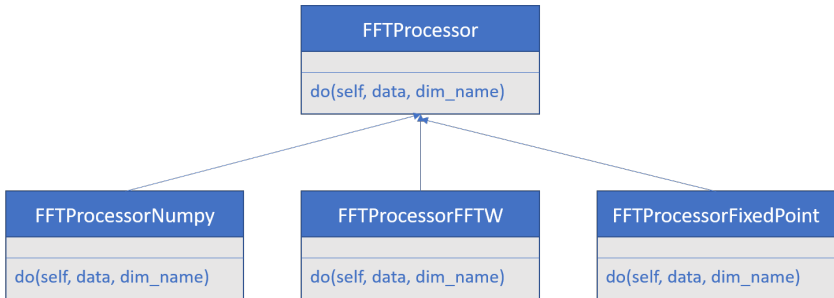 FFTProcessor
do(self, data, dim_name)
FFTProcessorNumpy
FFTProcessorFFTW
FFTProcessorFixedPoint
do(self, data, dim_name)
do(self, data, dim_name)
do(self, data, dim_name)